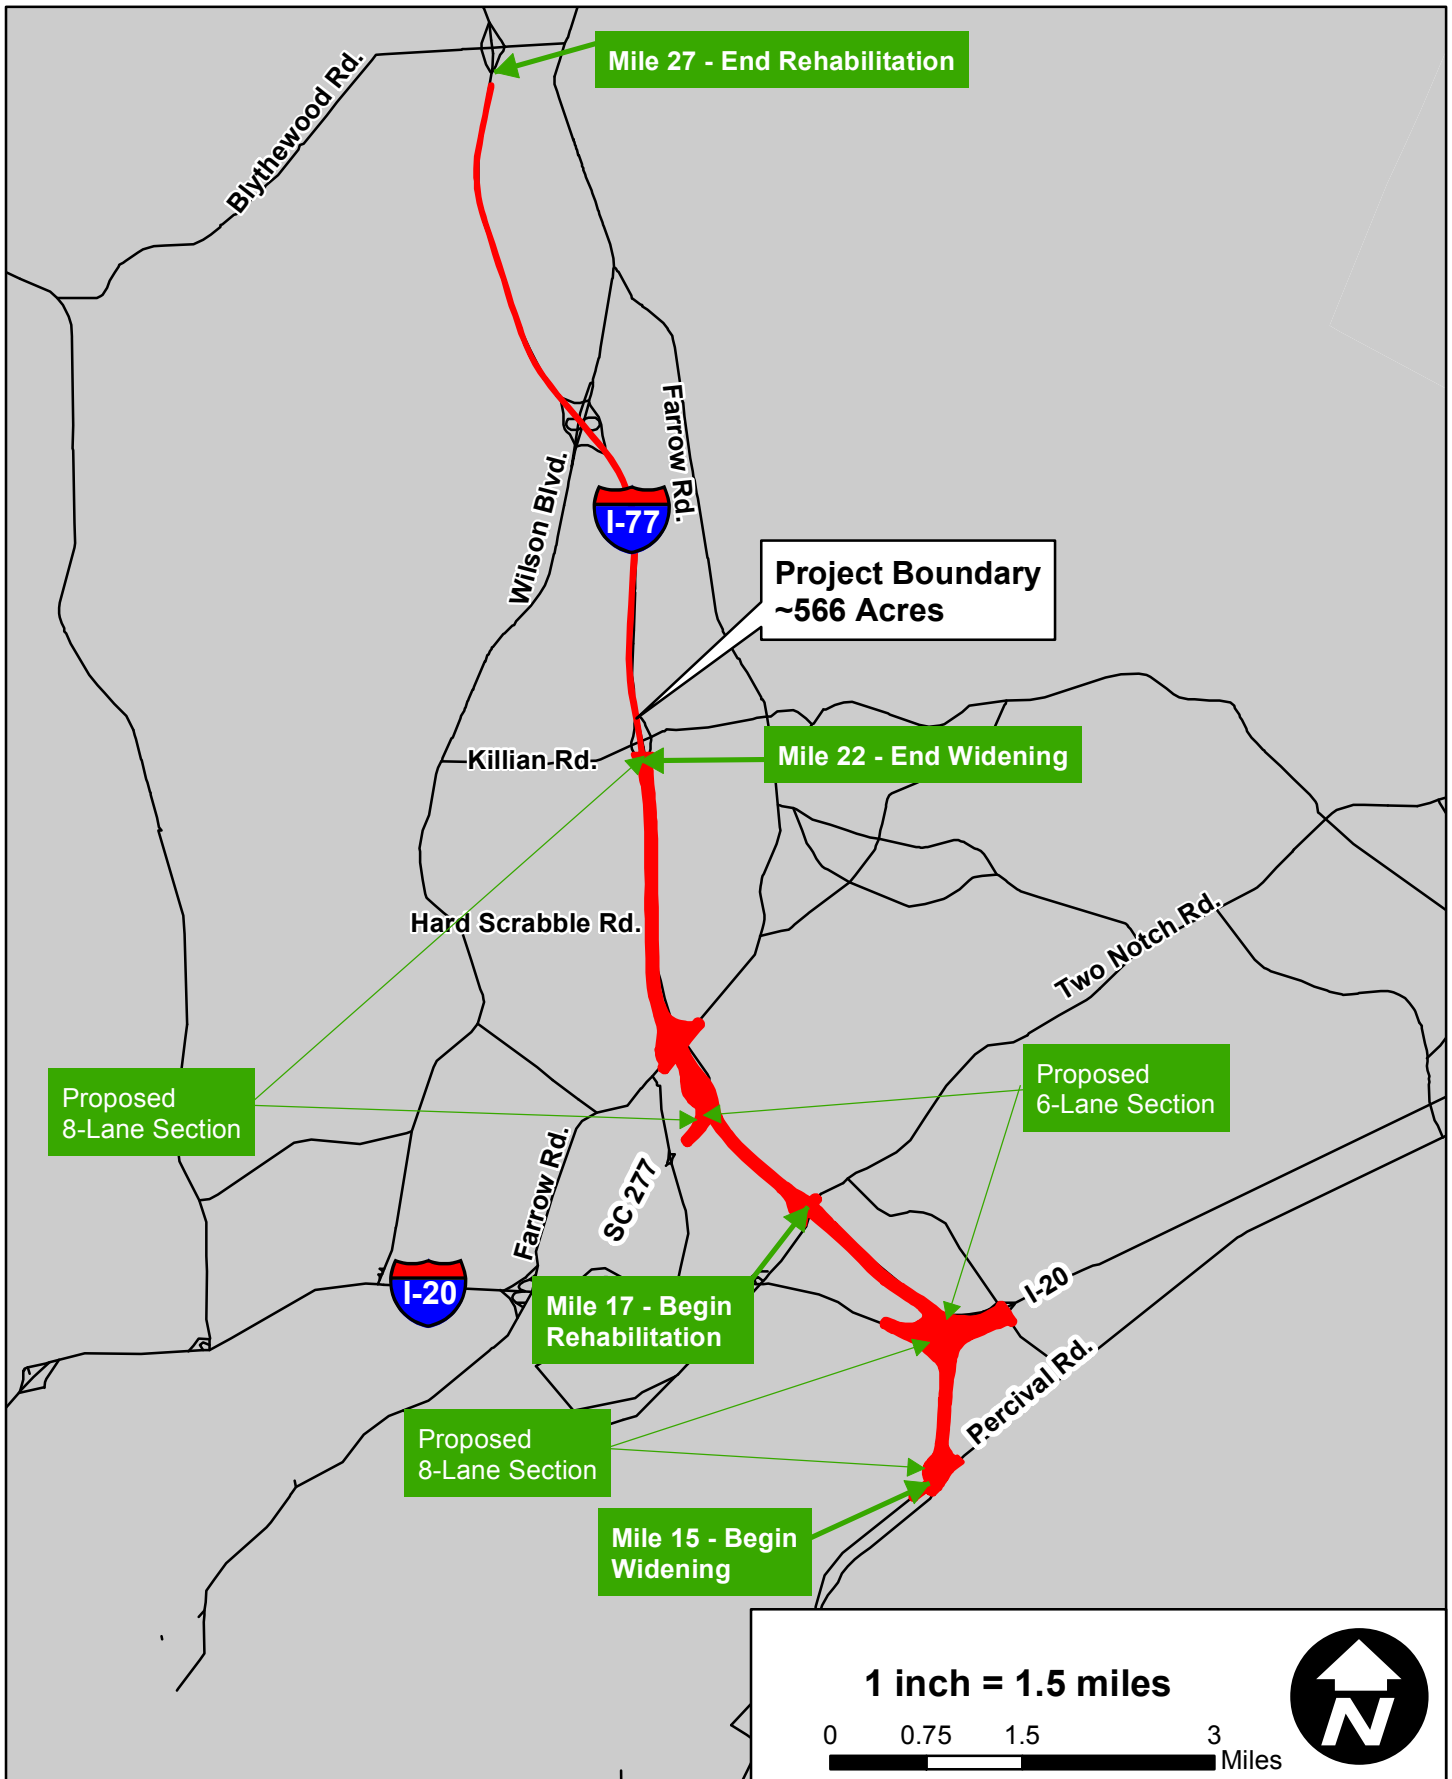 Mile 27 - End Rehabilitation
Blythewood Rd.
Farrow Rd.
Wilson Blvd.
I-77
Project Boundary
~566 Acres
Mile 22 - End Widening
Killian Rd.
Hard Scrabble Rd.
Two Notch Rd.
Proposed
8-Lane Section
Proposed
6-Lane Section
Farrow Rd.
SC 277
I-20
I-20
Mile 17 - Begin
Rehabilitation
Percival Rd.
Proposed
8-Lane Section
Mile 15 - Begin
Widening
1 inch = 1.5 miles
0 0.75 1.5 3
Miles
N